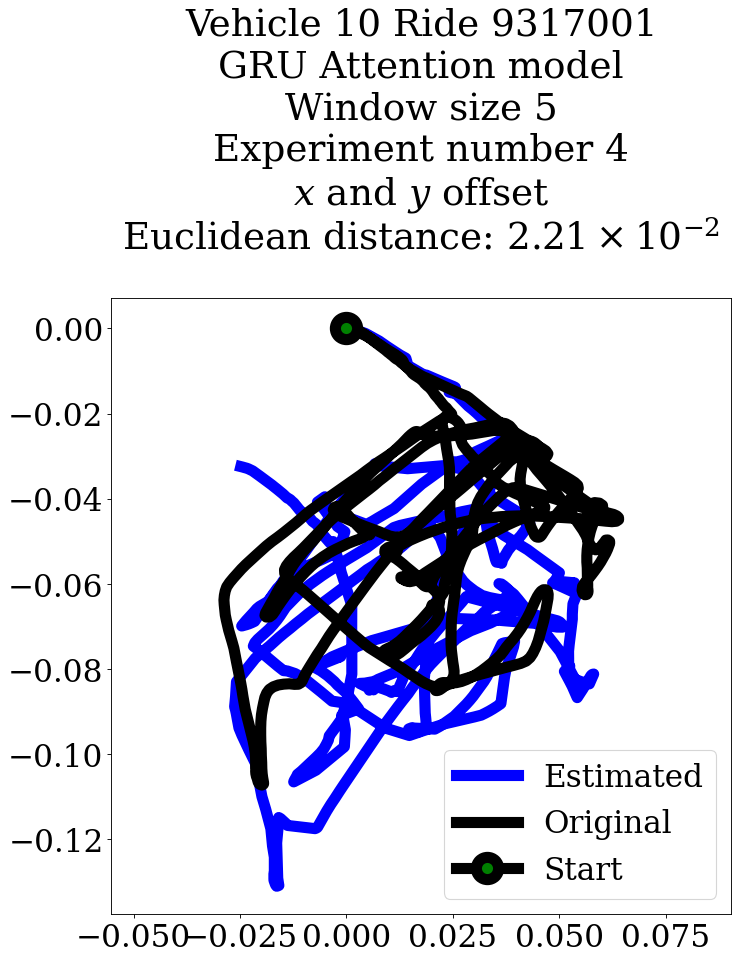 Vehicle 10 Ride 9317001
GRU Attention model
Window size 5
Experiment number 4
x and y offset
Euclidean distance: 2.21 × 10⁻²
0.00
−0.02
−0.04
−0.06
−0.08
−0.10
−0.12
Estimated
Original
Start
−0.050 −0.025 0.000 0.025 0.050 0.075